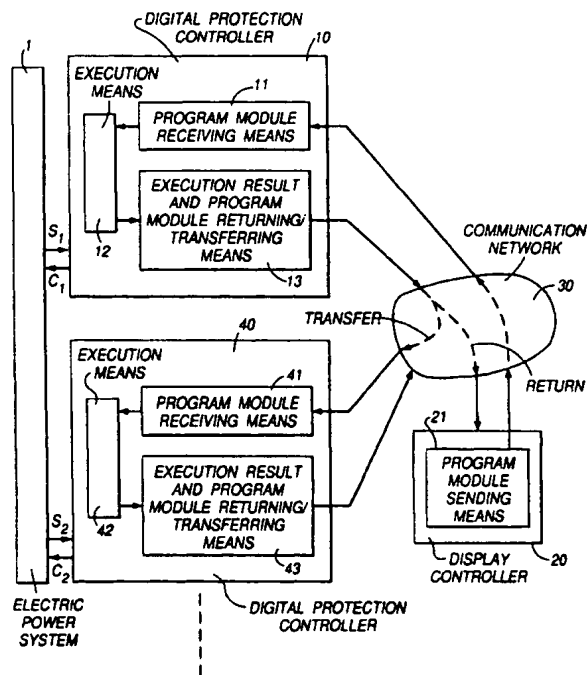 DIGITAL PROTECTION
CONTROLLER
10
1
EXECUTION
MEANS
11
PROGRAM MODULE
RECEIVING MEANS
EXECUTION RESULT
AND PROGRAM
MODULE RETURNING/
TRANSFERRING
MEANS
12
13
S1
C1
COMMUNICATION
NETWORK
30
TRANSFER
RETURN
40
EXECUTION
MEANS
41
PROGRAM MODULE
RECEIVING MEANS
EXECUTION RESULT
AND PROGRAM
MODULE RETURNING/
TRANSFERRING
MEANS
42
43
S2
C2
21
PROGRAM
MODULE
SENDING
MEANS
DISPLAY
CONTROLLER
20
ELECTRIC
POWER
SYSTEM
DIGITAL PROTECTION
CONTROLLER